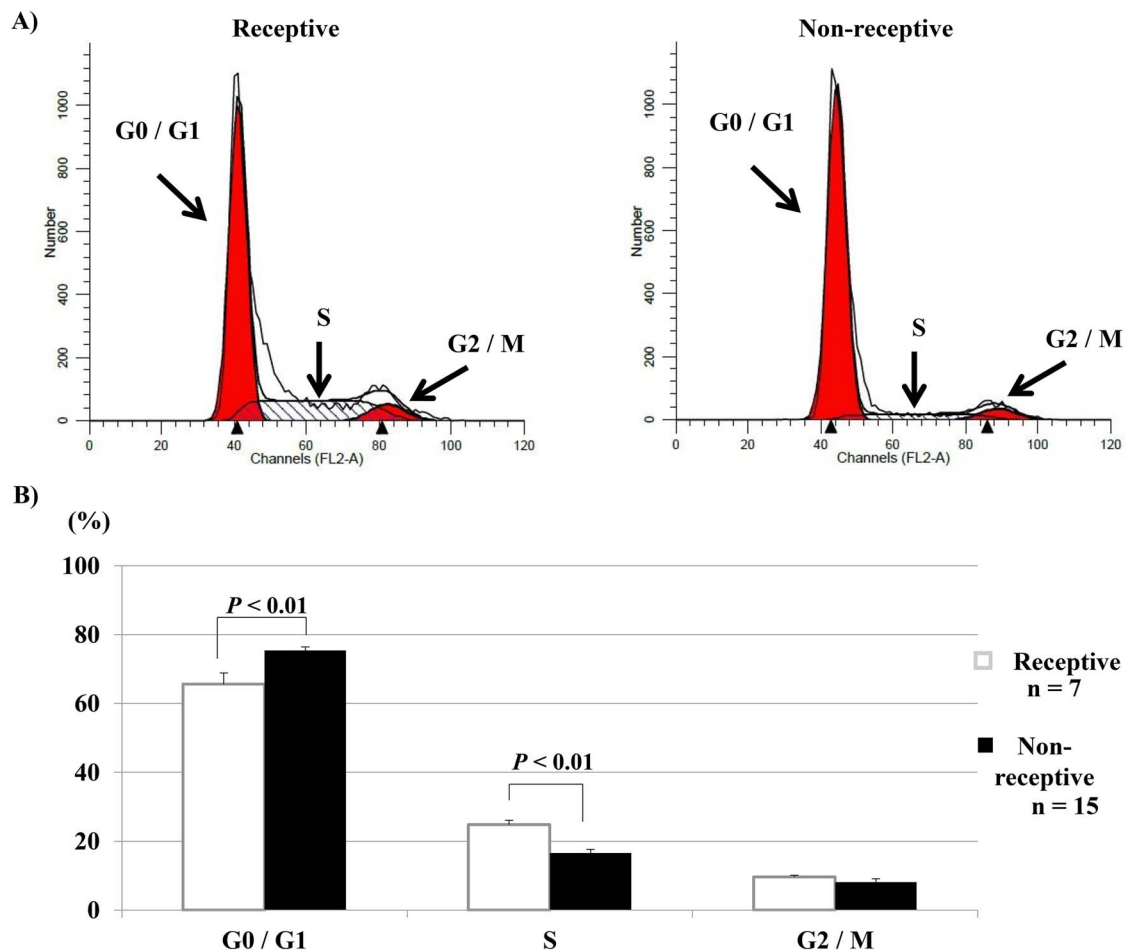 A)
Receptive
Non-receptive
Number
1000
800
600
400
200
0
G0 / G1
S
G2 / M
0 20 40 60 80 100 120
Channels (FL2-A)
Number
1000
800
600
400
200
0
G0 / G1
S
G2 / M
0 20 40 60 80 100 120
Channels (FL2-A)
B)
(%)
100
80
60
40
20
0
P < 0.01
P < 0.01
G0 / G1
S
G2 / M
Receptive
n = 7
Non-
receptive
n = 15